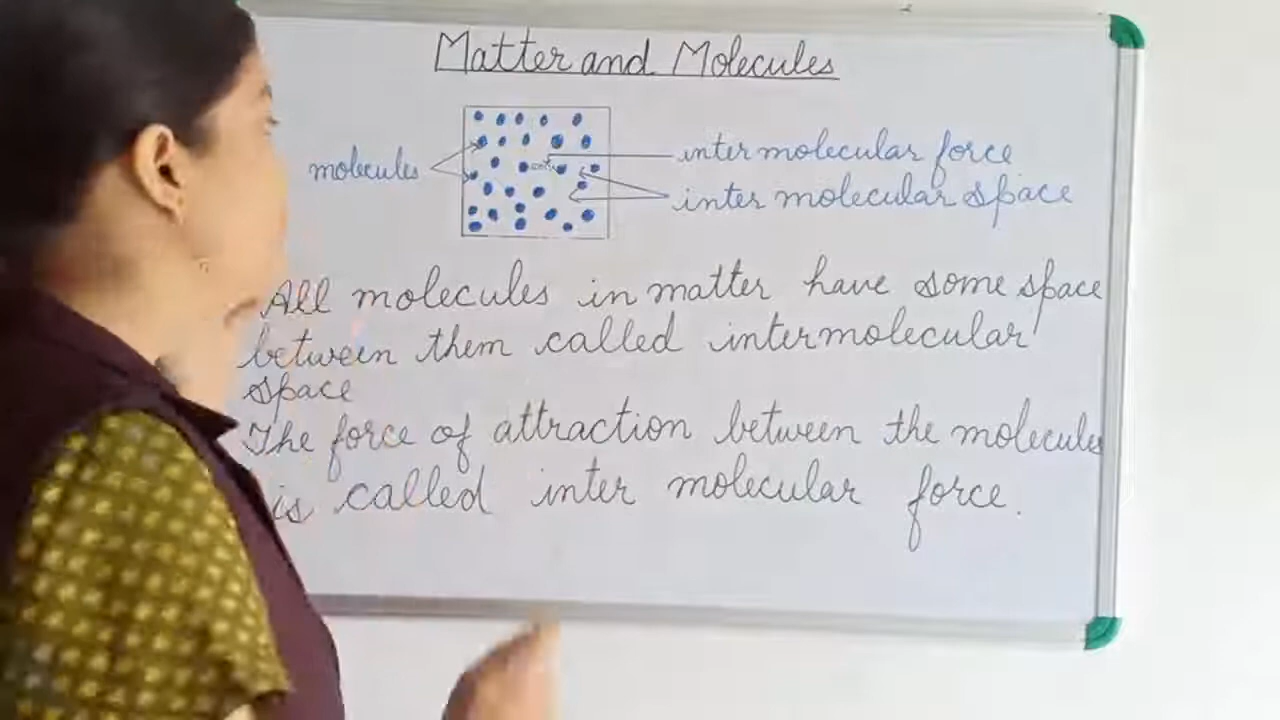 Matter and Molecules
molecules
inter molecular force
inter molecular space
All molecules in matter have some space
between them called intermolecular
space
The force of attraction between the molecules
is called inter molecular force.